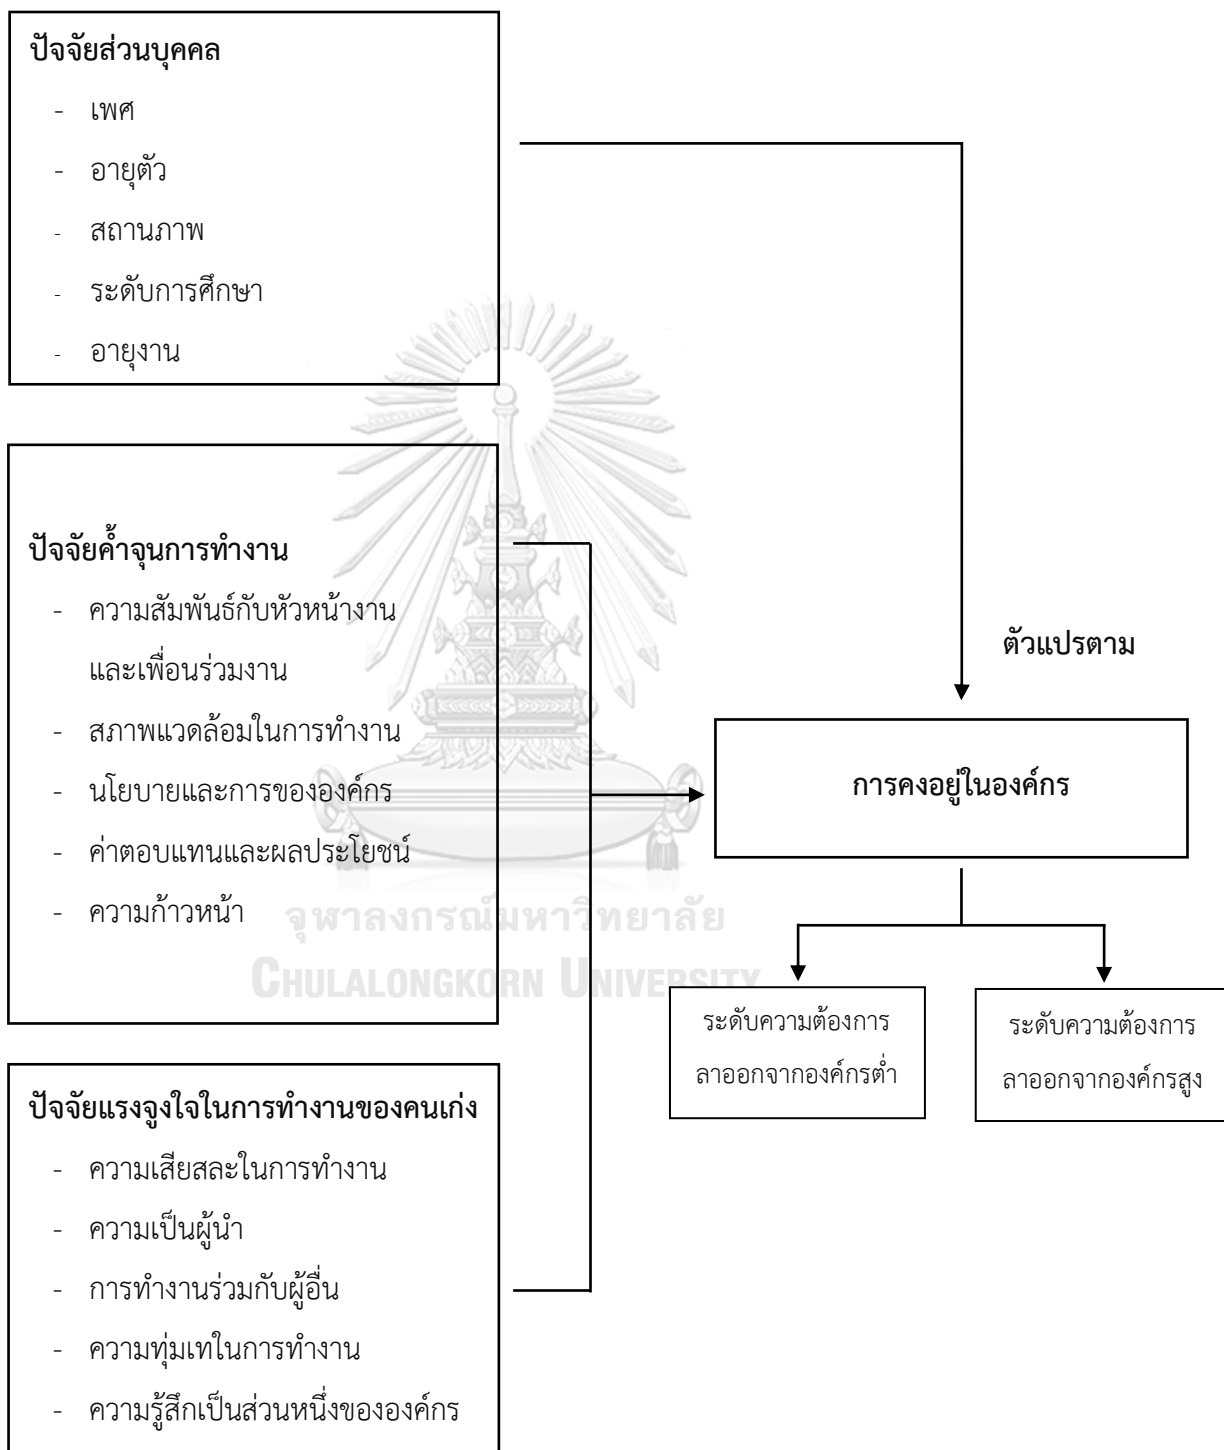 ปัจจัยส่วนบุคคล
- เพศ
- อายุตัว
- สถานภาพ
- ระดับการศึกษา
- อายุงาน
ปัจจัยค้ำจุนการทำงาน
- ความสัมพันธ์กับหัวหน้างาน
และเพื่อนร่วมงาน
- สภาพแวดล้อมในการทำงาน
- นโยบายและการขององค์กร
- ค่าตอบแทนและผลประโยชน์
- ความก้าวหน้า
ปัจจัยแรงจูงใจในการทำงานของคนเก่ง
- ความเสียสละในการทำงาน
- ความเป็นผู้นำ
- การทำงานร่วมกับผู้อื่น
- ความทุ่มเทในการทำงาน
- ความรู้สึกเป็นส่วนหนึ่งขององค์กร
ตัวแปรตาม
การคงอยู่ในองค์กร
ระดับความต้องการ
ลาออกจากองค์กรต่ำ
ระดับความต้องการ
ลาออกจากองค์กรสูง
จุฬาลงกรณ์มหาวิทยาลัย
CHULALONGKORN UNIVERSITY